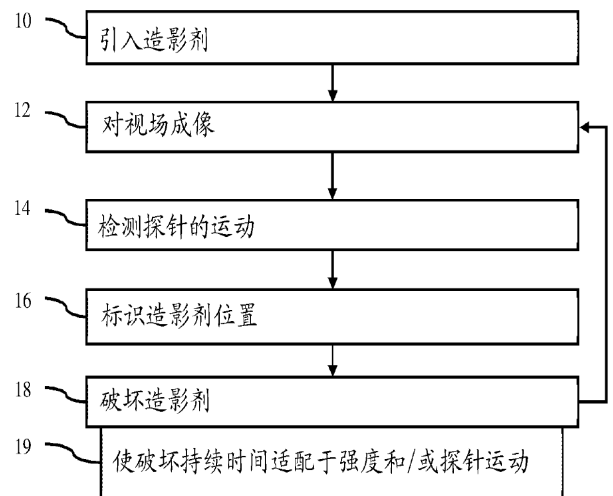 10
引入造影剂
12
对视场成像
14
检测探针的运动
16
标识造影剂位置
18
破坏造影剂
19
使破坏持续时间适配于强度和/或探针运动